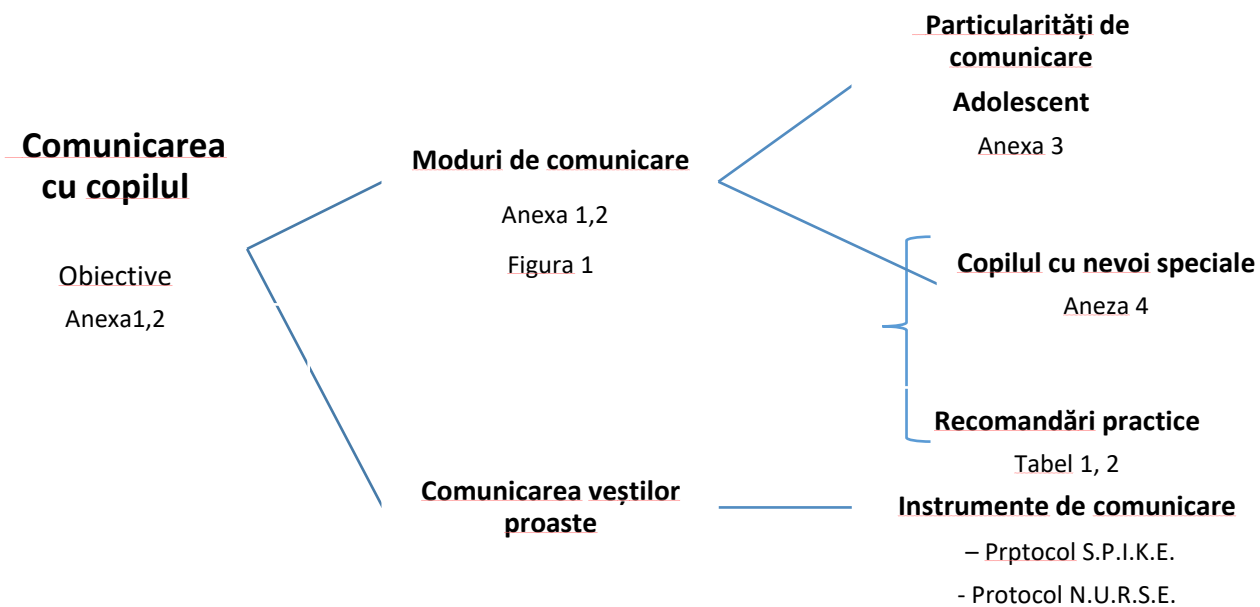 Comunicarea
cu copilul
Obiective
Anexa1,2
Moduri de comunicare
Anexa 1,2
Figura 1
Comunicarea veștilor
proaste
Particularități de
comunicare
Adolescent
Anexa 3
Copilul cu nevoi speciale
Aneza 4
Recomandări practice
Tabel 1, 2
Instrumente de comunicare
– Prptocol S.P.I.K.E.
- Protocol N.U.R.S.E.